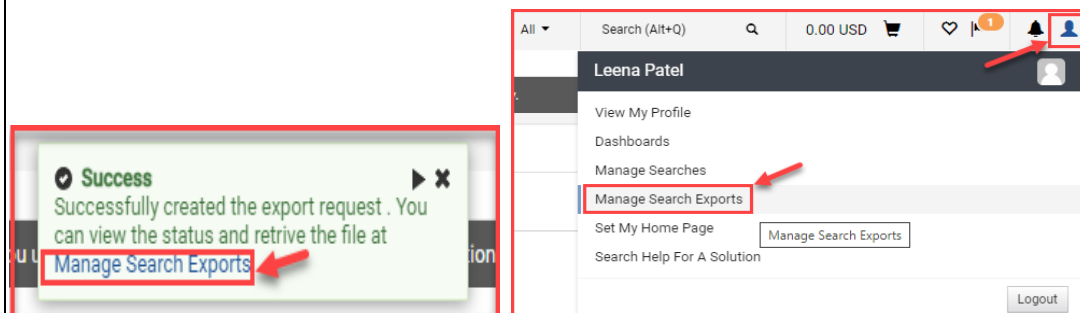 Success
Successfully created the export request . You
can view the status and retrive the file at
Manage Search Exports
ou u
ion
All
Search (Alt+Q)
0.00 USD
1
Leena Patel
View My Profile
Dashboards
Manage Searches
Manage Search Exports
Set My Home Page
Manage Search Exports
Search Help For A Solution
Logout